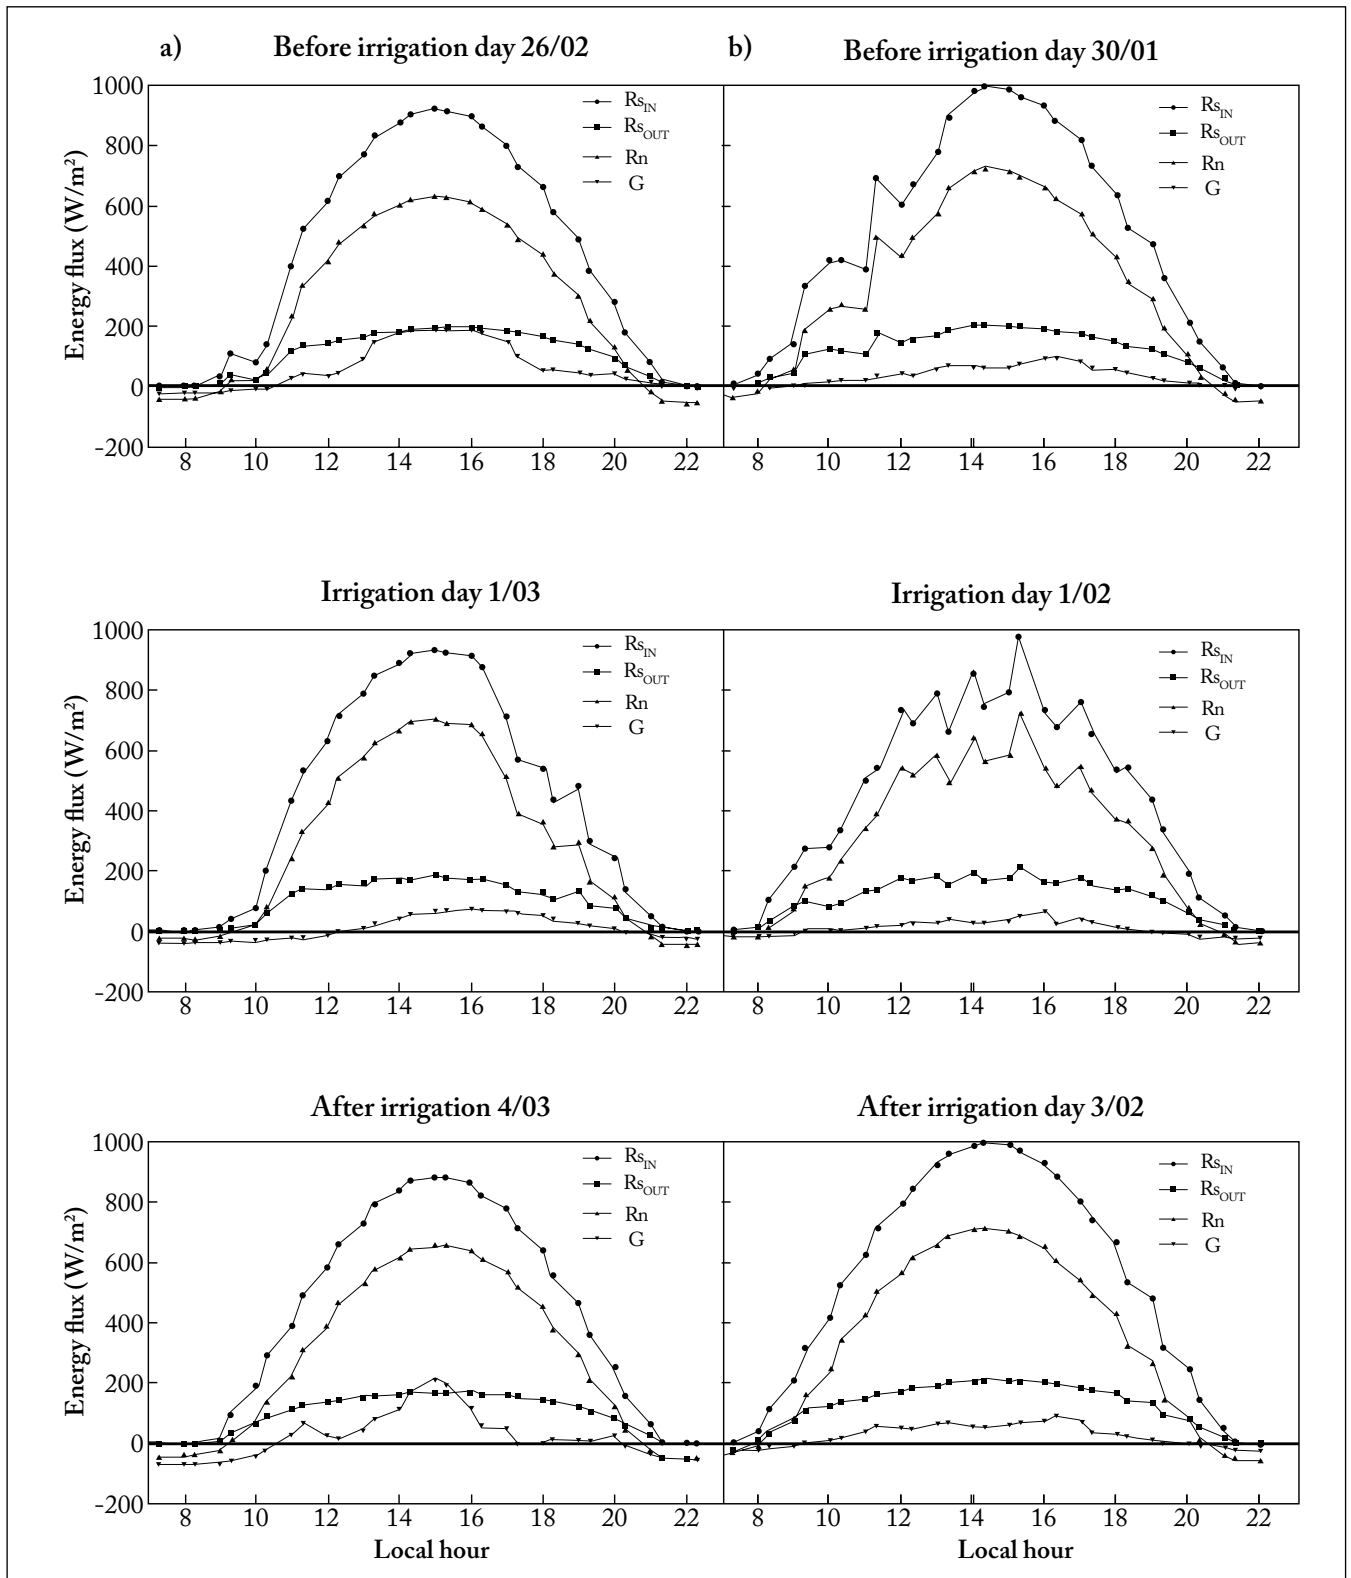 a) Before irrigation day 26/02
1000
800
600
400
200
0
-200
Energy flux (W/m²)
Rs_IN
Rs_OUT
Rn
G
8 10 12 14 16 18 20 22
b) Before irrigation day 30/01
Rs_IN
Rs_OUT
Rn
G
8 10 12 14 16 18 20 22
Irrigation day 1/03
1000
800
600
400
200
0
-200
Energy flux (W/m²)
Rs_IN
Rs_OUT
Rn
G
8 10 12 14 16 18 20 22
Irrigation day 1/02
Rs_IN
Rs_OUT
Rn
G
8 10 12 14 16 18 20 22
After irrigation 4/03
1000
800
600
400
200
0
-200
Energy flux (W/m²)
Rs_IN
Rs_OUT
Rn
G
8 10 12 14 16 18 20 22
Local hour
After irrigation day 3/02
Rs_IN
Rs_OUT
Rn
G
8 10 12 14 16 18 20 22
Local hour